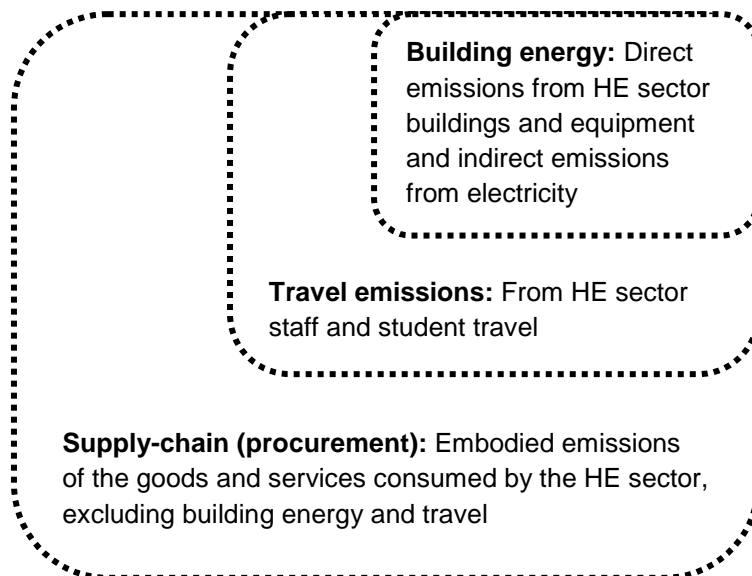 Building energy: Direct
emissions from HE sector
buildings and equipment
and indirect emissions
from electricity
Travel emissions: From HE sector
staff and student travel
Supply-chain (procurement): Embodied emissions
of the goods and services consumed by the HE sector,
excluding building energy and travel